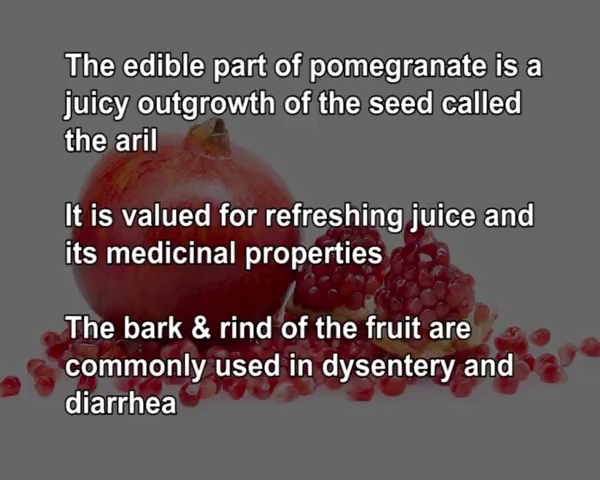 The edible part of pomegranate is a
juicy outgrowth of the seed called
the aril
It is valued for refreshing juice and
its medicinal properties
The bark & rind of the fruit are
commonly used in dysentery and
diarrhea